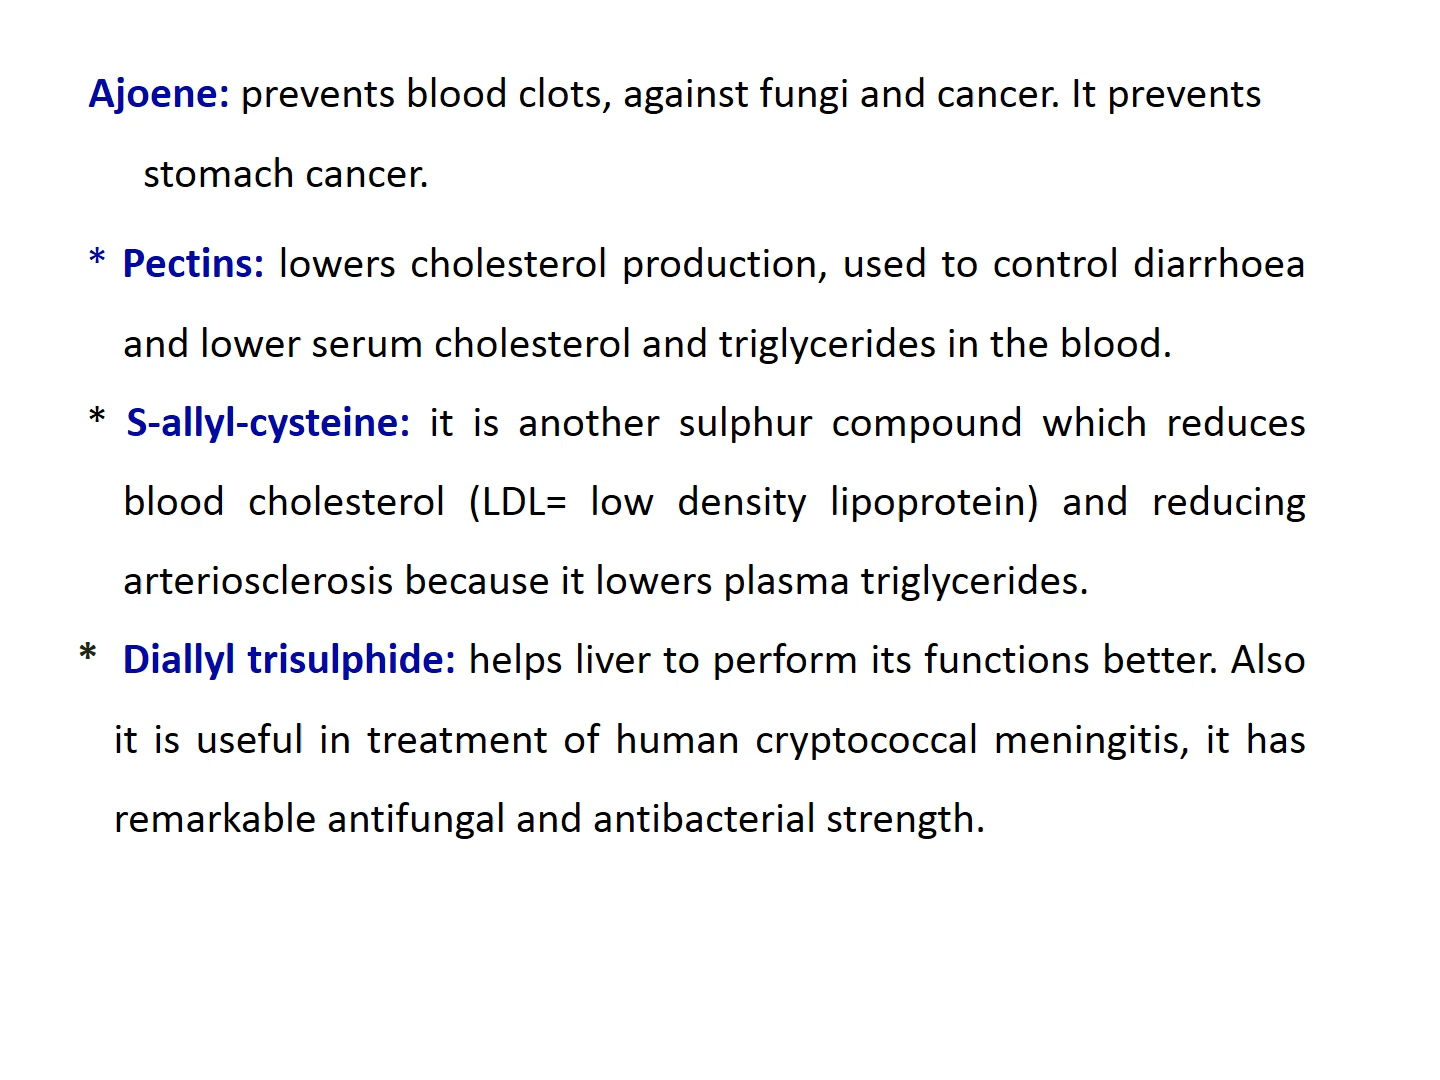 Ajoene: prevents blood clots, against fungi and cancer. It prevents
stomach cancer.
* Pectins: lowers cholesterol production, used to control diarrhoea
and lower serum cholesterol and triglycerides in the blood.
* S-allyl-cysteine: it is another sulphur compound which reduces
blood cholesterol (LDL= low density lipoprotein) and reducing
arteriosclerosis because it lowers plasma triglycerides.
* Diallyl trisulphide: helps liver to perform its functions better. Also
it is useful in treatment of human cryptococcal meningitis, it has
remarkable antifungal and antibacterial strength.